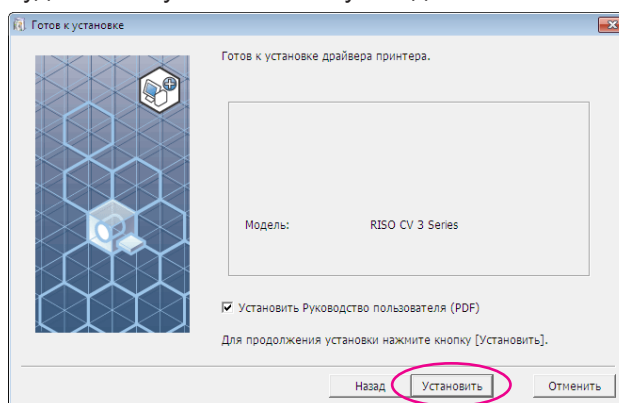 Готов к установке
Готов к установке драйвера принтера.
Модель: RISO CV 3 Series
Установить Руководство пользователя (PDF)
Для продолжения установки нажмите кнопку [Установить].
Назад Установить Отменить